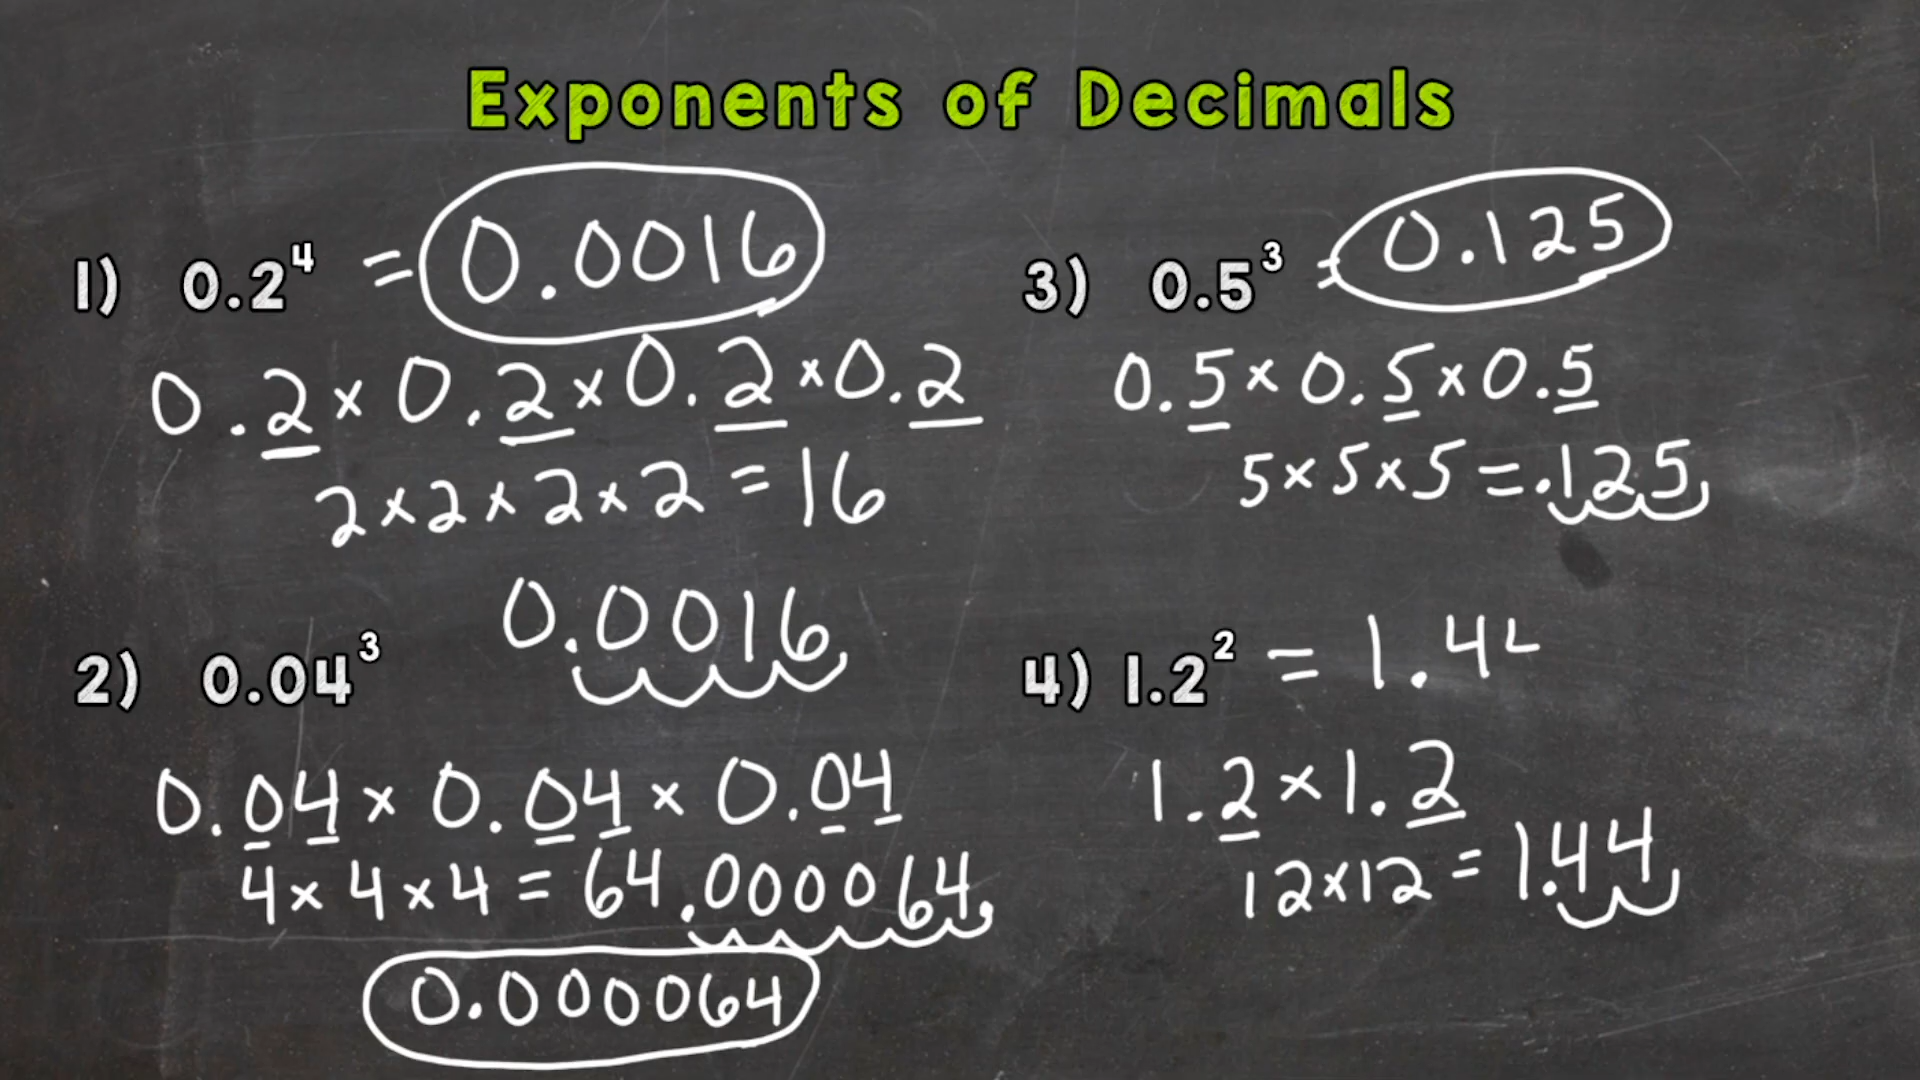 Exponents of Decimals
1) 0.2⁴ = 0.0016
0.2 × 0.2 × 0.2 × 0.2
2 × 2 × 2 × 2 = 16
0.0016
2) 0.04³
0.04 × 0.04 × 0.04
4 × 4 × 4 = 64 .000064.
0.000064
3) 0.5³ = 0.125
0.5 × 0.5 × 0.5
5 × 5 × 5 = .125
4) 1.2² = 1.4
1.2 × 1.2
12 × 12 = 1.44